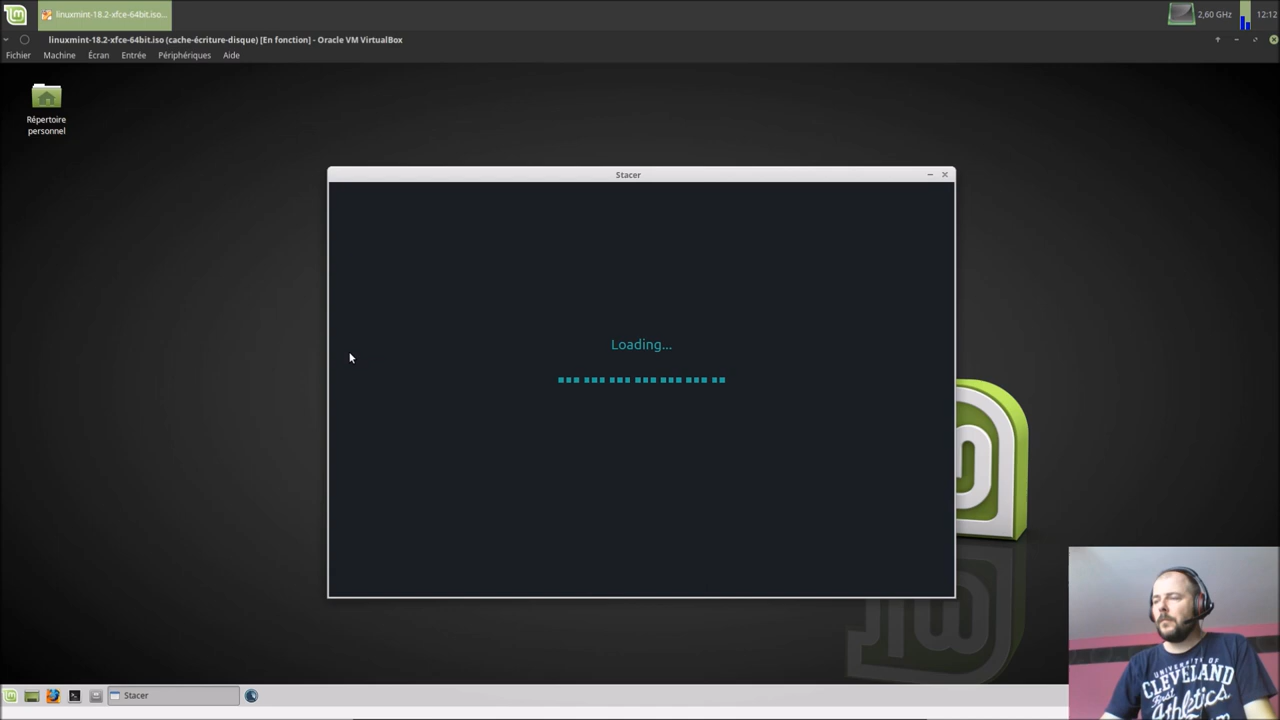 linuxmint-18.2-xfce-64bit.iso...
2,60 GHz
12:12
linuxmint-18.2-xfce-64bit.iso (cache-écriture-disque) [En fonction] - Oracle VM VirtualBox
Fichier Machine Écran Entrée Périphériques Aide
Répertoire
personnel
Stacer
Loading...
Stacer
UNIVERSITY OF
CLEVELAND
Athletics